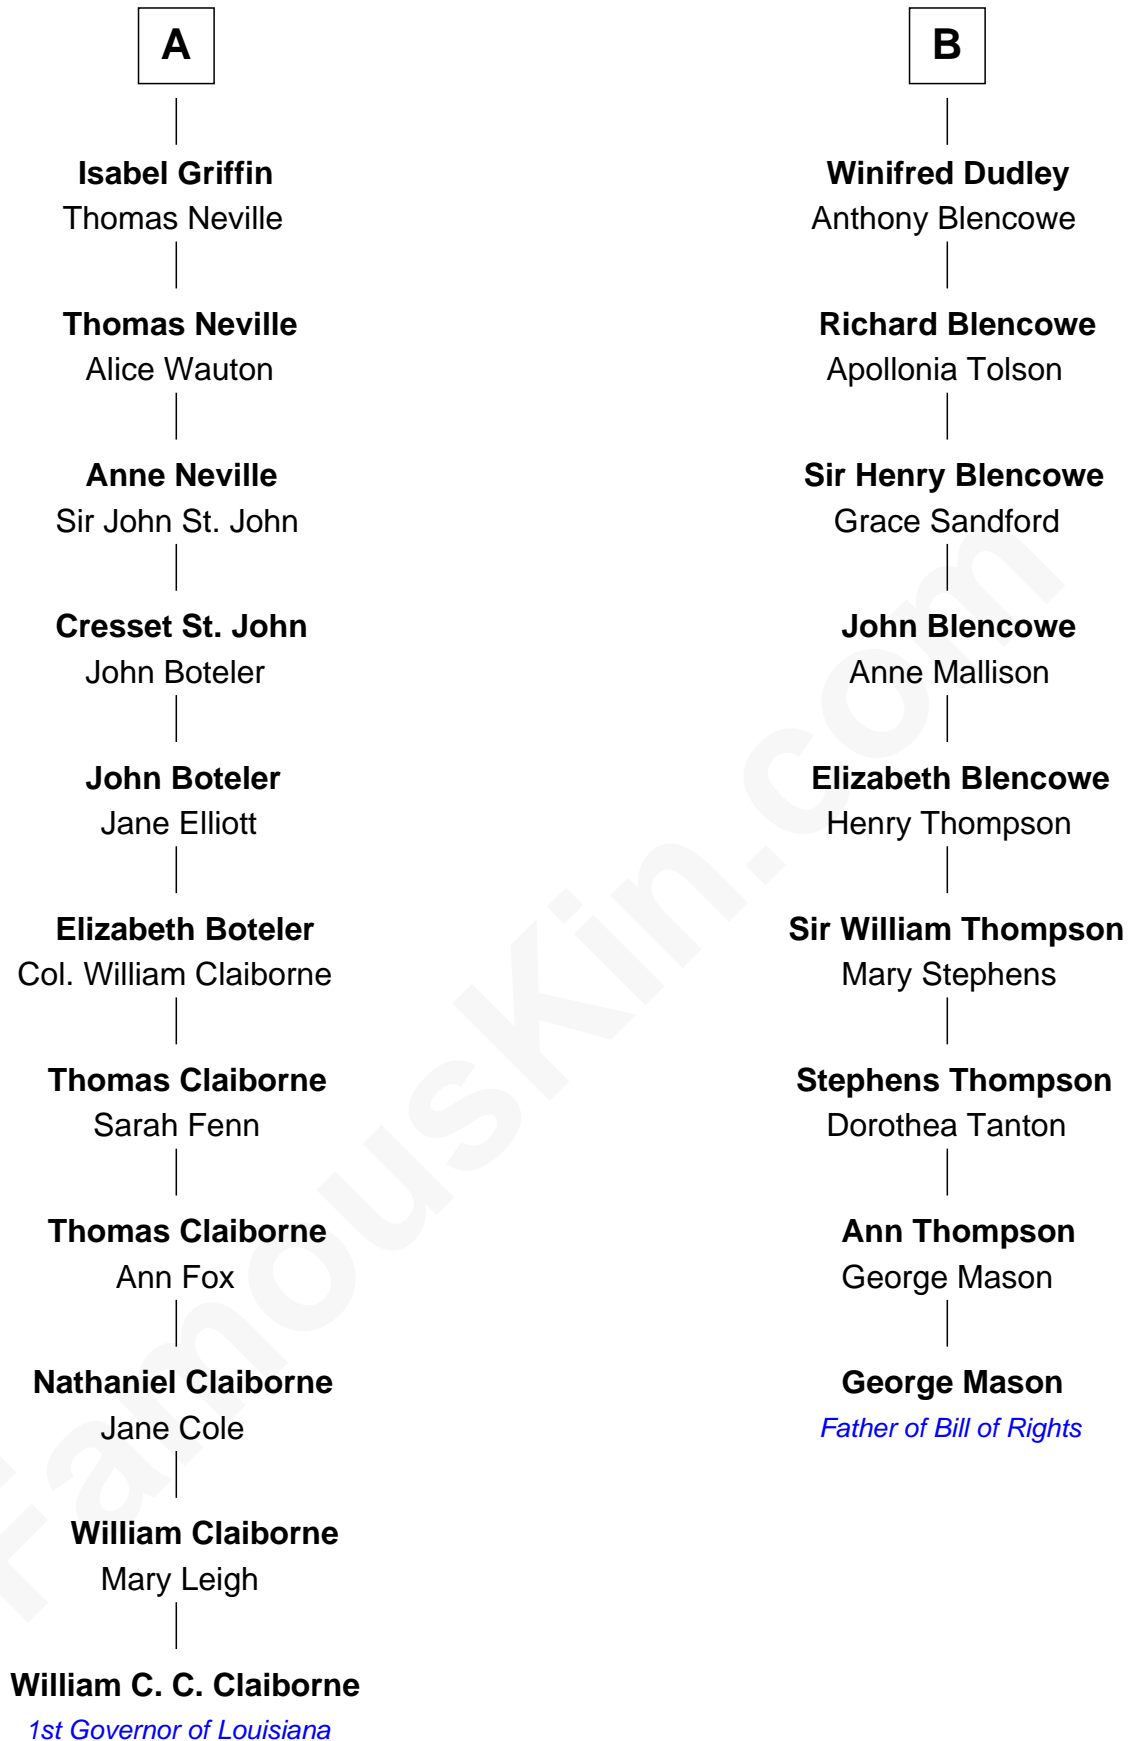 A
Isabel Griffin
Thomas Neville
Thomas Neville
Alice Wauton
Anne Neville
Sir John St. John
Cresset St. John
John Boteler
John Boteler
Jane Elliott
Elizabeth Boteler
Col. William Claiborne
Thomas Claiborne
Sarah Fenn
Thomas Claiborne
Ann Fox
Nathaniel Claiborne
Jane Cole
William Claiborne
Mary Leigh
William C. C. Claiborne
1st Governor of Louisiana
B
Winifred Dudley
Anthony Blencowe
Richard Blencowe
Apollonia Tolson
Sir Henry Blencowe
Grace Sandford
John Blencowe
Anne Mallison
Elizabeth Blencowe
Henry Thompson
Sir William Thompson
Mary Stephens
Stephens Thompson
Dorothea Tanton
Ann Thompson
George Mason
George Mason
Father of Bill of Rights
FamousKin.com